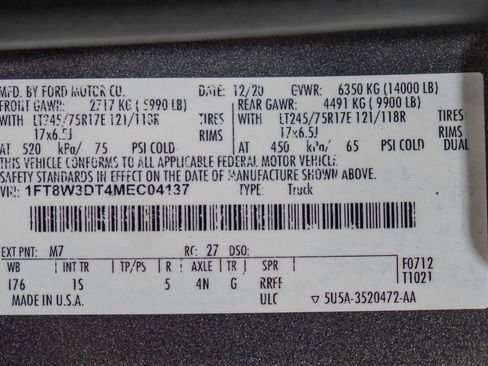 MFD. BY FORD MOTOR CO. DATE: 12/20 GVWR: 6350 KG (14000 LB)
FRONT GAWR: 2717 KG (5990 LB) REAR GAWR: 4491 KG (9900 LB)
WITH LT245/75R17E 121/118R TIRES WITH LT245/75R17E 121/118R TIRES
17x6.5J RIMS 17x6.5J RIMS
AT 520 kPa/ 75 PSI COLD AT 450 kPa/ 65 PSI COLD DUAL
THIS VEHICLE CONFORMS TO ALL APPLICABLE FEDERAL MOTOR VEHICLE
SAFETY STANDARDS IN EFFECT ON THE DATE OF MANUFACTURE SHOWN ABOVE.
VIN: 1FT8W3DT4MEC04137 TYPE: Truck
EXT PNT: M7 RC: 27 DSO: F0712
WB INT TR TP/PS R AXLE TR SPR T1021
176 1S 5 4N G RRFF
MADE IN U.S.A. ULC ▽ 5U5A-3520472-AA